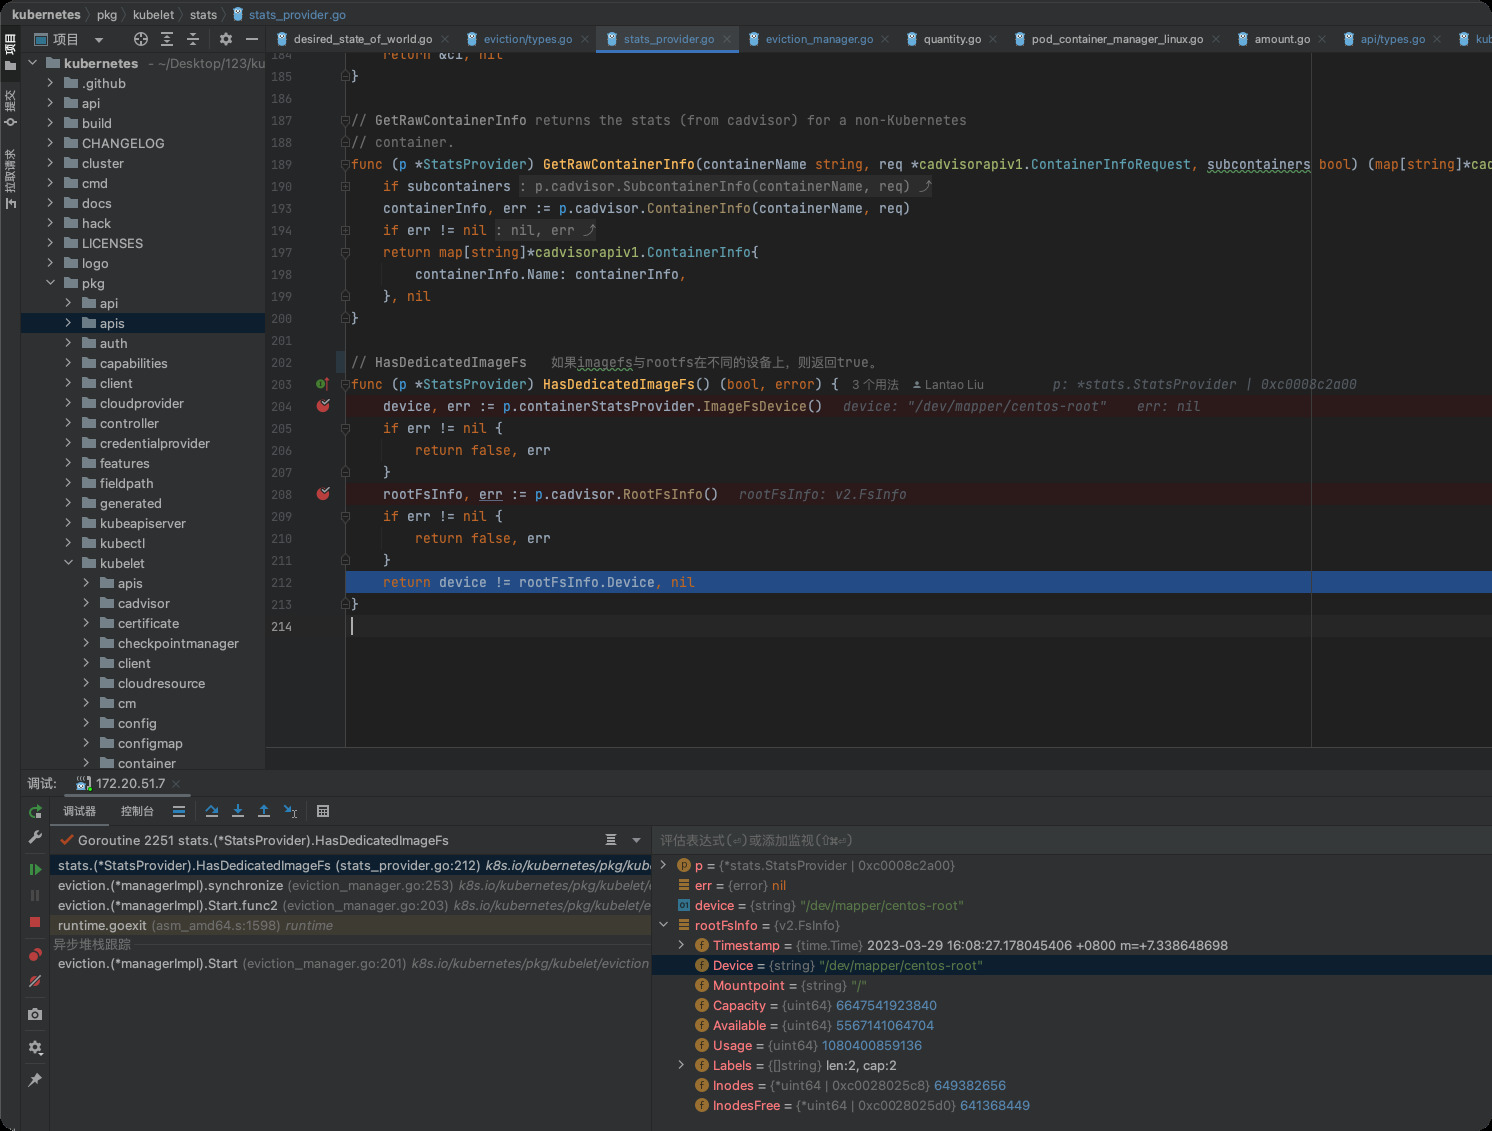 kubernetes › pkg › kubelet › stats › stats_provider.go
项目
desired_state_of_world.go
eviction/types.go
stats_provider.go
eviction_manager.go
quantity.go
pod_container_manager_linux.go
amount.go
api/types.go
项目
提交
拉取请求
kubernetes - ~/Desktop/123/ku
.github
api
build
CHANGELOG
cluster
cmd
docs
hack
LICENSES
logo
pkg
api
apis
auth
capabilities
client
cloudprovider
controller
credentialprovider
features
fieldpath
generated
kubeapiserver
kubectl
kubelet
apis
cadvisor
certificate
checkpointmanager
client
cloudresource
cm
config
configmap
container
184 return &ci, nil
185 }
186
187 // GetRawContainerInfo returns the stats (from cadvisor) for a non-Kubernetes
188 // container.
189 func (p *StatsProvider) GetRawContainerInfo(containerName string, req *cadvisorapiv1.ContainerInfoRequest, subcontainers bool) (map[string]*cad
190 if subcontainers : p.cadvisor.SubcontainerInfo(containerName, req)
193 containerInfo, err := p.cadvisor.ContainerInfo(containerName, req)
194 if err != nil : nil, err
197 return map[string]*cadvisorapiv1.ContainerInfo{
198 containerInfo.Name: containerInfo,
199 }, nil
200 }
201
202 // HasDedicatedImageFs 如果imagefs与rootfs在不同的设备上，则返回true。
203 func (p *StatsProvider) HasDedicatedImageFs() (bool, error) { 3 个用法 Lantao Liu p: *stats.StatsProvider | 0xc0008c2a00
204 device, err := p.containerStatsProvider.ImageFsDevice() device: "/dev/mapper/centos-root" err: nil
205 if err != nil {
206 return false, err
207 }
208 rootFsInfo, err := p.cadvisor.RootFsInfo() rootFsInfo: v2.FsInfo
209 if err != nil {
210 return false, err
211 }
212 return device != rootFsInfo.Device, nil
213 }
214
调试: 172.20.51.7
调试器 控制台
Goroutine 2251 stats.(*StatsProvider).HasDedicatedImageFs
stats.(*StatsProvider).HasDedicatedImageFs (stats_provider.go:212) k8s.io/kubernetes/pkg/kube
eviction.(*managerImpl).synchronize (eviction_manager.go:253) k8s.io/kubernetes/pkg/kubelet/e
eviction.(*managerImpl).Start.func2 (eviction_manager.go:203) k8s.io/kubernetes/pkg/kubelet/e
runtime.goexit (asm_amd64.s:1598) runtime
异步堆栈跟踪
eviction.(*managerImpl).Start (eviction_manager.go:201) k8s.io/kubernetes/pkg/kubelet/eviction
评估表达式(⏎)或添加监视(⇧⌘⏎)
p = {*stats.StatsProvider | 0xc0008c2a00}
err = {error} nil
device = {string} "/dev/mapper/centos-root"
rootFsInfo = {v2.FsInfo}
Timestamp = {time.Time} 2023-03-29 16:08:27.178045406 +0800 m=+7.338648698
Device = {string} "/dev/mapper/centos-root"
Mountpoint = {string} "/"
Capacity = {uint64} 6647541923840
Available = {uint64} 5567141064704
Usage = {uint64} 1080400859136
Labels = {[]string} len:2, cap:2
Inodes = {*uint64 | 0xc0028025c8} 649382656
InodesFree = {*uint64 | 0xc0028025d0} 641368449